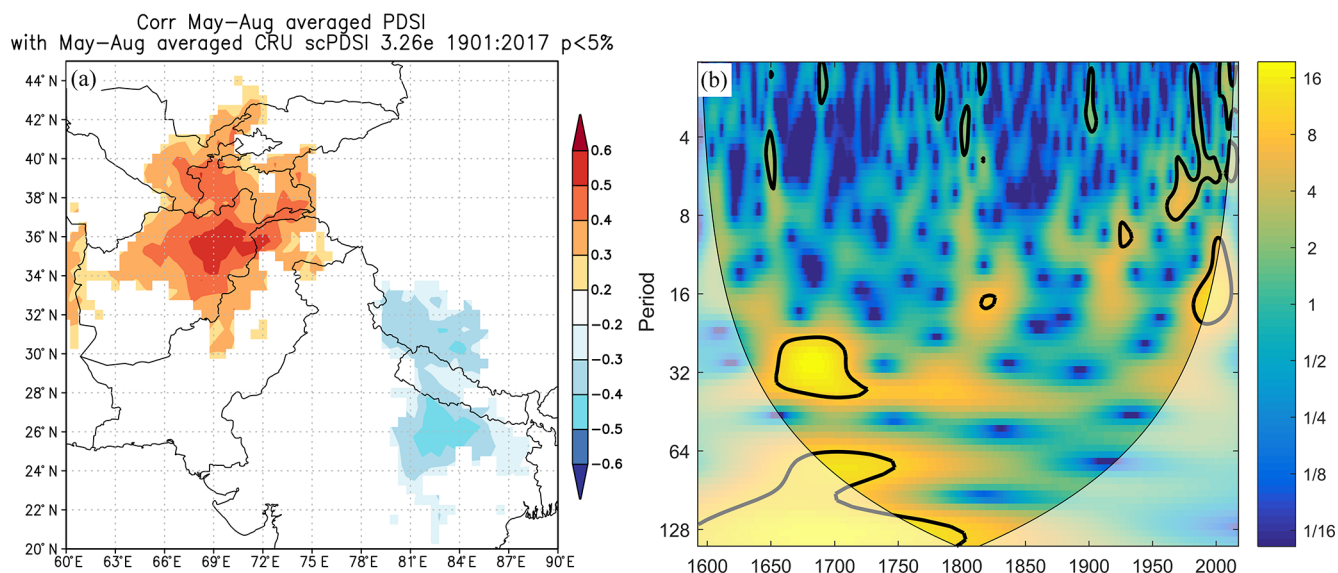 Corr May-Aug averaged PDSI
with May-Aug averaged CRU scPDSI 3.26e 1901:2017 p<5%
(a)
44°N
42°N
40°N
38°N
36°N
34°N
32°N
30°N
28°N
26°N
24°N
22°N
20°N
60°E 63°E 66°E 69°E 72°E 75°E 78°E 81°E 84°E 87°E 90°E
0.6
0.5
0.4
0.3
0.2
-0.2
-0.3
-0.4
-0.5
-0.6
(b)
Period
4
8
16
32
64
128
1600 1650 1700 1750 1800 1850 1900 1950 2000
16
8
4
2
1
1/2
1/4
1/8
1/16